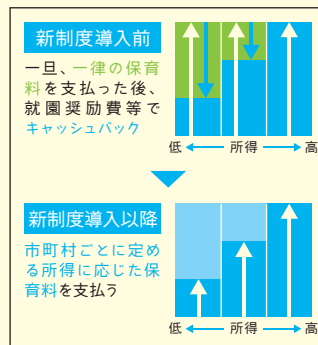 新制度導入前
一旦、一律の保育
料を支払った後、
就園奨励費等で
キャッシュバック
低 所得 高
新制度導入以降
市町村ごとに定め
る所得に応じた保
育料を支払う
低 所得 高